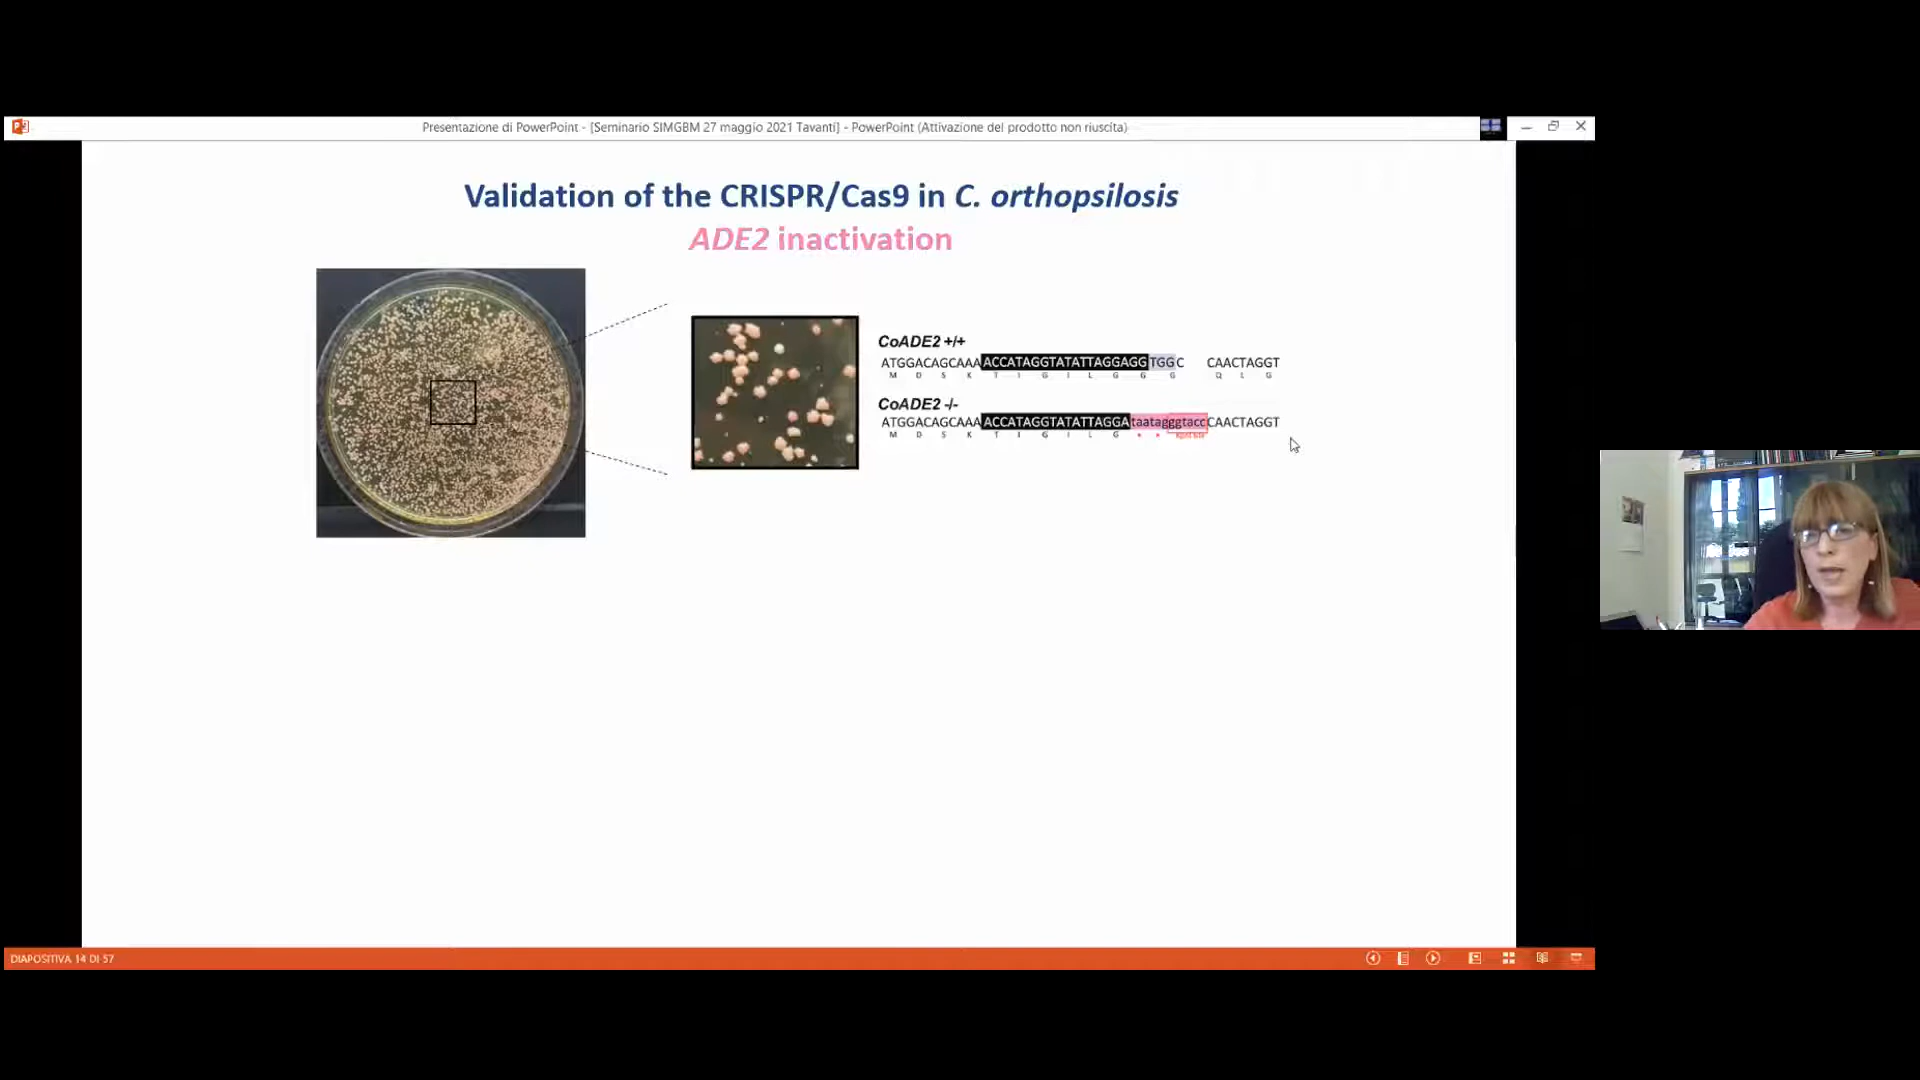 Presentazione di PowerPoint - [Seminario SIMGBM 27 maggio 2021 Tavanti] - PowerPoint (Attivazione del prodotto non riuscita)
Validation of the CRISPR/Cas9 in C. orthopsilosis
ADE2 inactivation
CoADE2 +/+
ATGGACAGCAAAACCATAGGTATATTAGGAGGTGGC CAACTAGGT
M D S K T I G I L G G G Q L G
CoADE2 -/-
ATGGACAGCAAAACCATAGGTATATTAGGAtaatagggtaccCAACTAGGT
M D S K T I G I L G * *
DIAPOSITIVA 14 DI 57